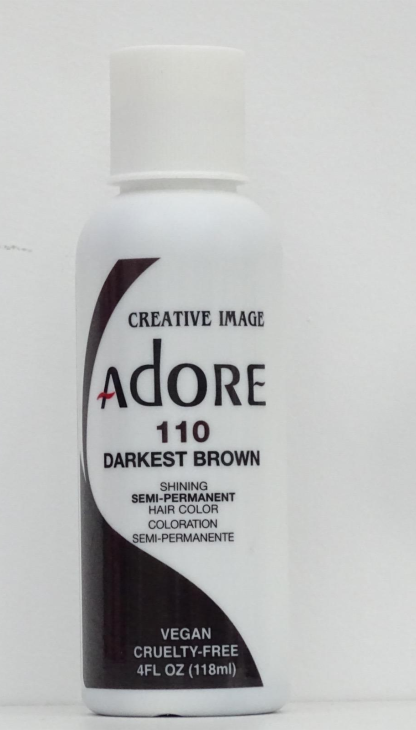 CREATIVE IMAGE
ADORE
110
DARKEST BROWN
SHINING
SEMI-PERMANENT
HAIR COLOR
COLORATION
SEMI-PERMANENTE
VEGAN
CRUELTY-FREE
4FL OZ (118ml)